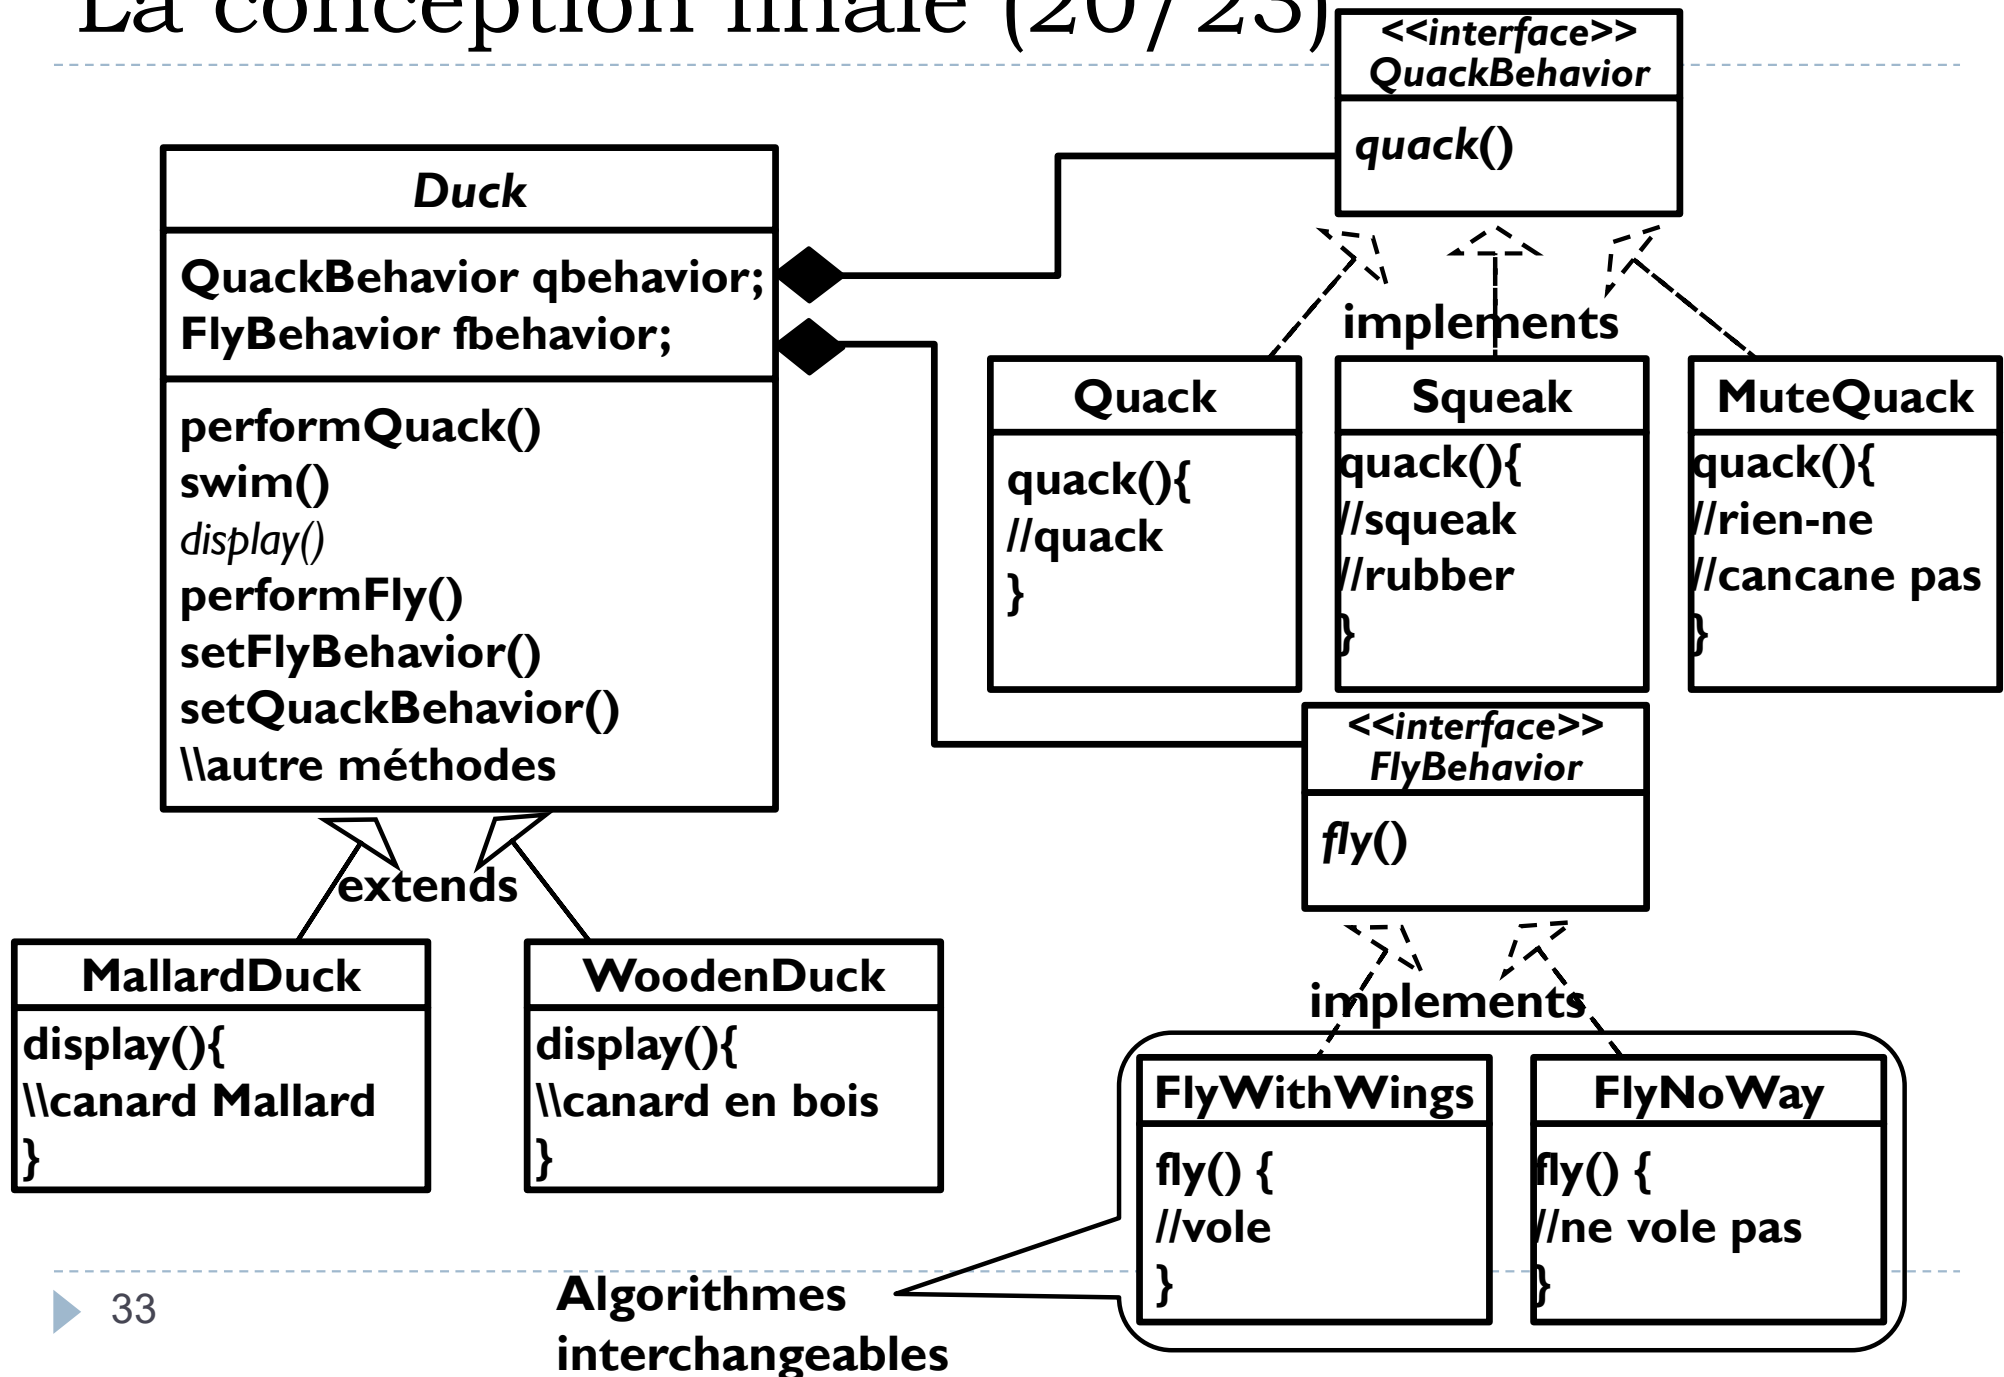 La conception finale (20/23)
<<interface>>
QuackBehavior
quack()
Duck
QuackBehavior qbehavior;
FlyBehavior fbehavior;
performQuack()
swim()
display()
performFly()
setFlyBehavior()
setQuackBehavior()
\\autre méthodes
implements
Quack
quack(){
//quack
}
Squeak
quack(){
//squeak
//rubber
}
MuteQuack
quack(){
//rien-ne
//cancane pas
}
<<interface>>
FlyBehavior
fly()
extends
MallardDuck
display(){
\\canard Mallard
}
WoodenDuck
display(){
\\canard en bois
}
implements
FlyWithWings
fly() {
//vole
}
FlyNoWay
fly() {
//ne vole pas
}
Algorithmes
interchangeables
33